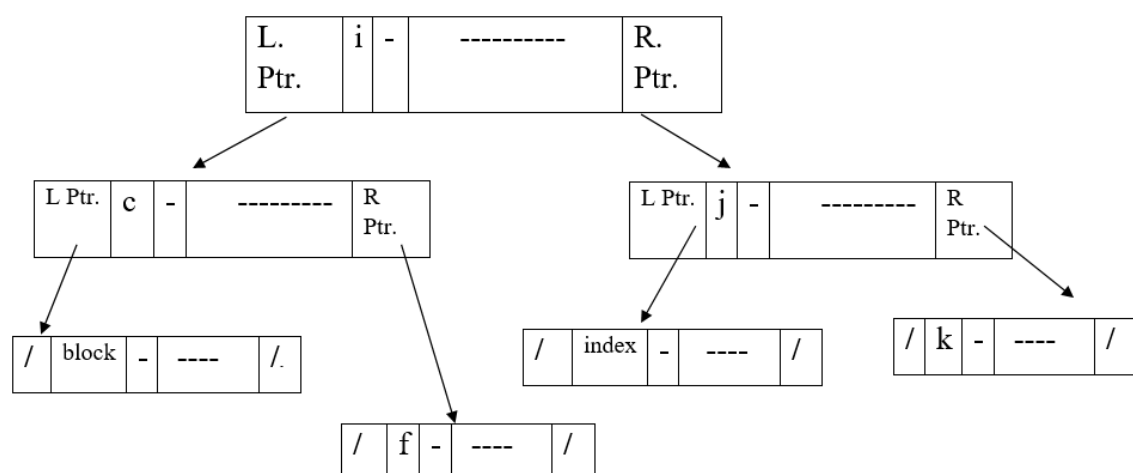 L. Ptr. i - ---------- R. Ptr.
L Ptr. c - --------- R Ptr.
L Ptr. j - --------- R Ptr.
/ block - ---- /.
/ index - ---- /
/ k - ---- /
/ f - ---- /